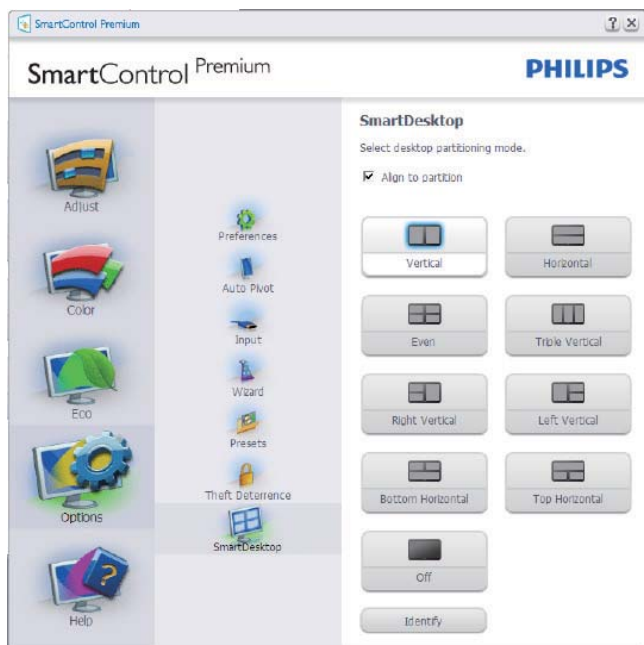 SmartControl Premium
SmartControl Premium
PHILIPS
Adjust
Color
Eco
Options
Help
Preferences
Auto Pivot
Input
Wizard
Presets
Theft Deterrence
SmartDesktop
SmartDesktop
Select desktop partitioning mode.
Align to partition
Vertical
Horizontal
Even
Triple Vertical
Right Vertical
Left Vertical
Bottom Horizontal
Top Horizontal
Off
Identify